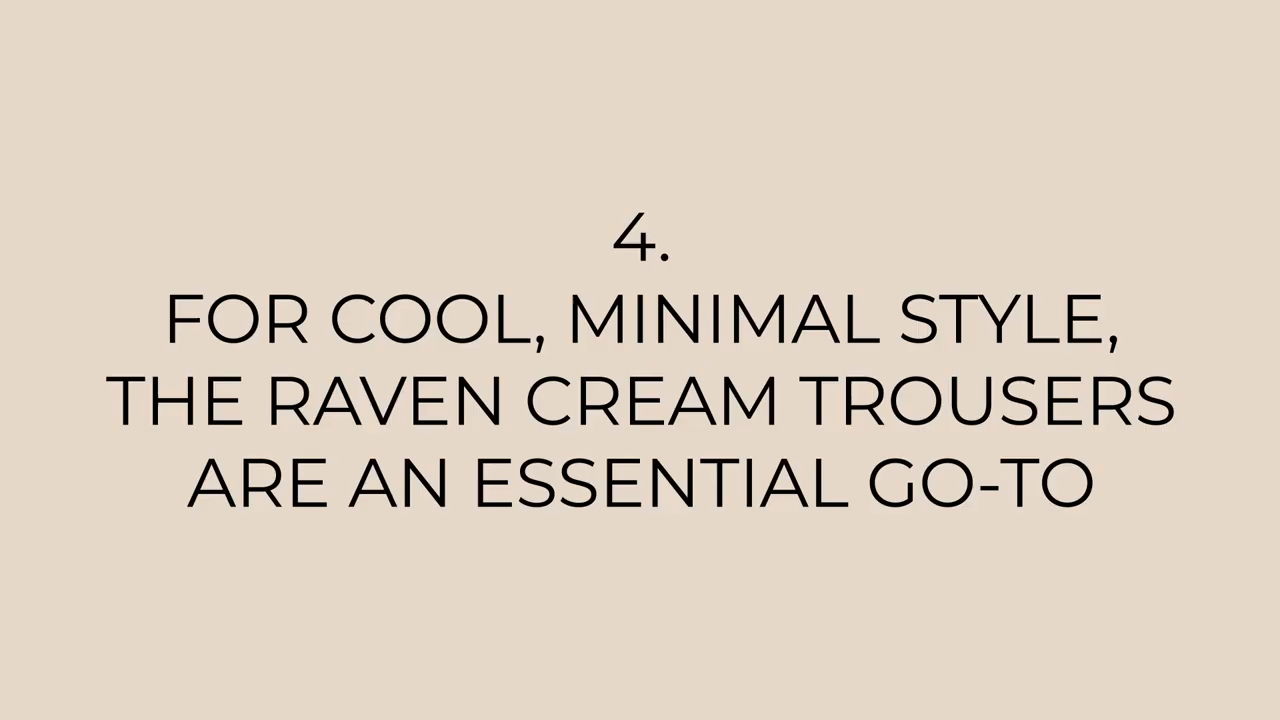 4.
FOR COOL, MINIMAL STYLE,
THE RAVEN CREAM TROUSERS
ARE AN ESSENTIAL GO-TO